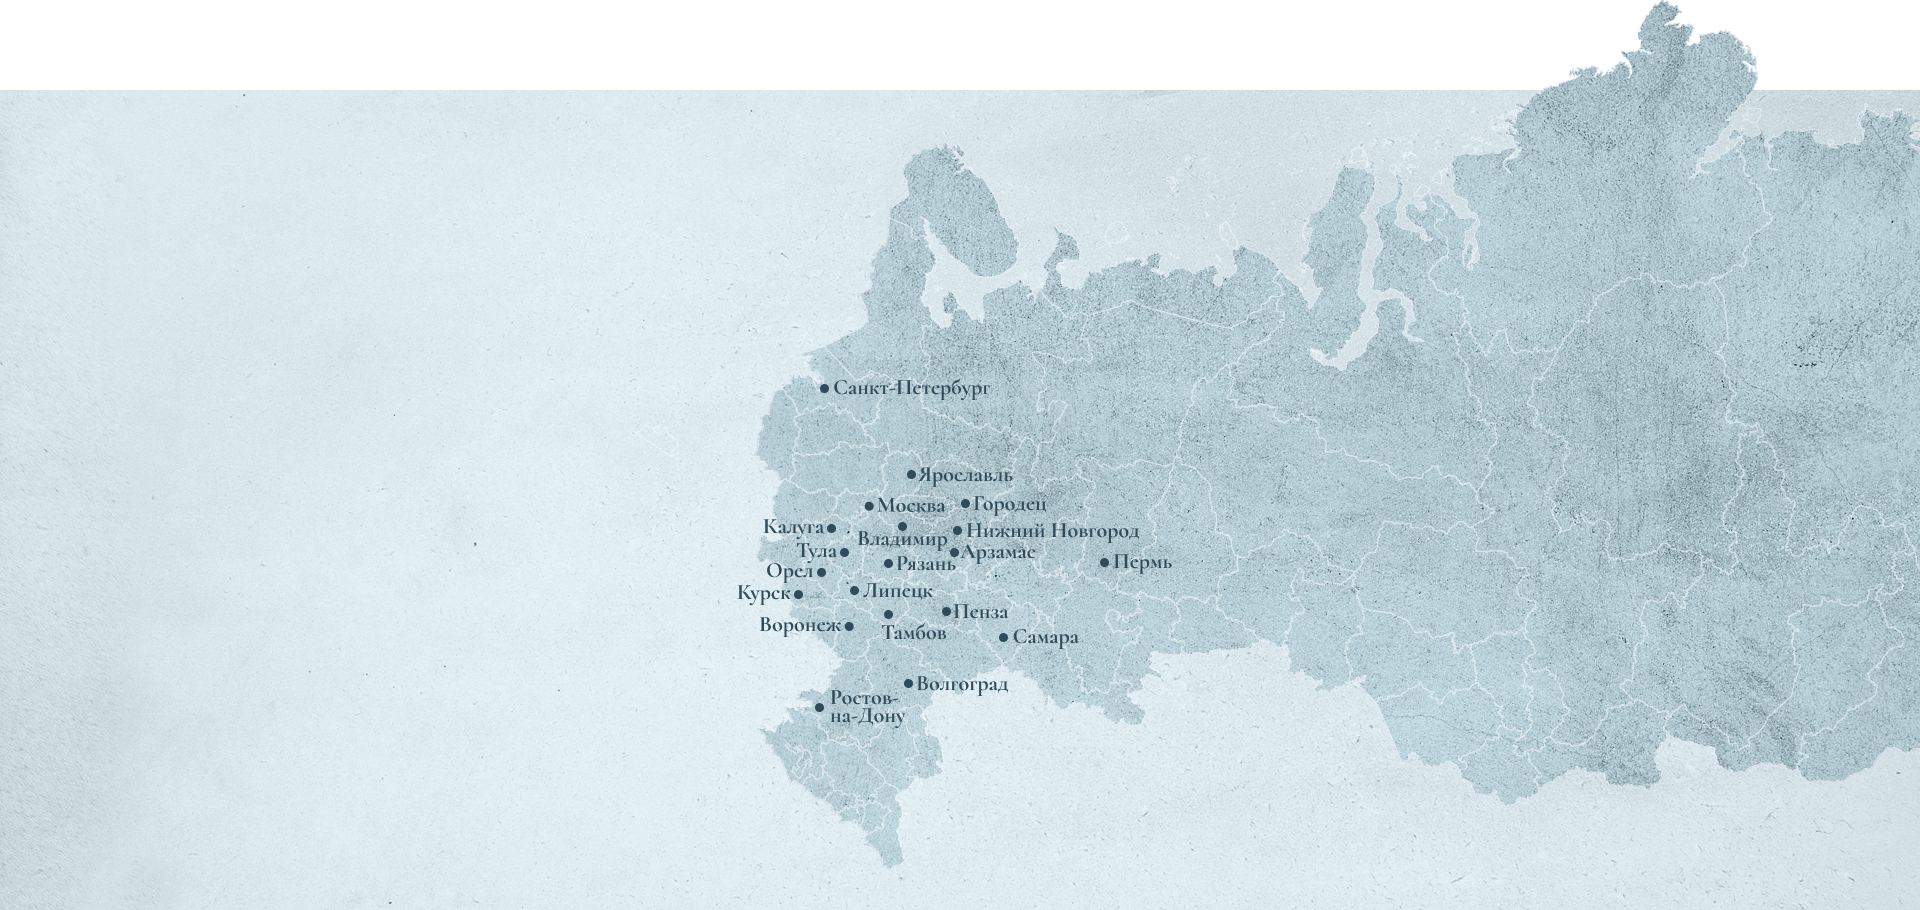 Санкт-Петербург
Ярославль
Москва
Городец
Калуга
Владимир
Нижний Новгород
Тула
Арзамас
Рязань
Пермь
Орел
Курск
Липецк
Пенза
Воронеж
Тамбов
Самара
Волгоград
Ростов-
на-Дону